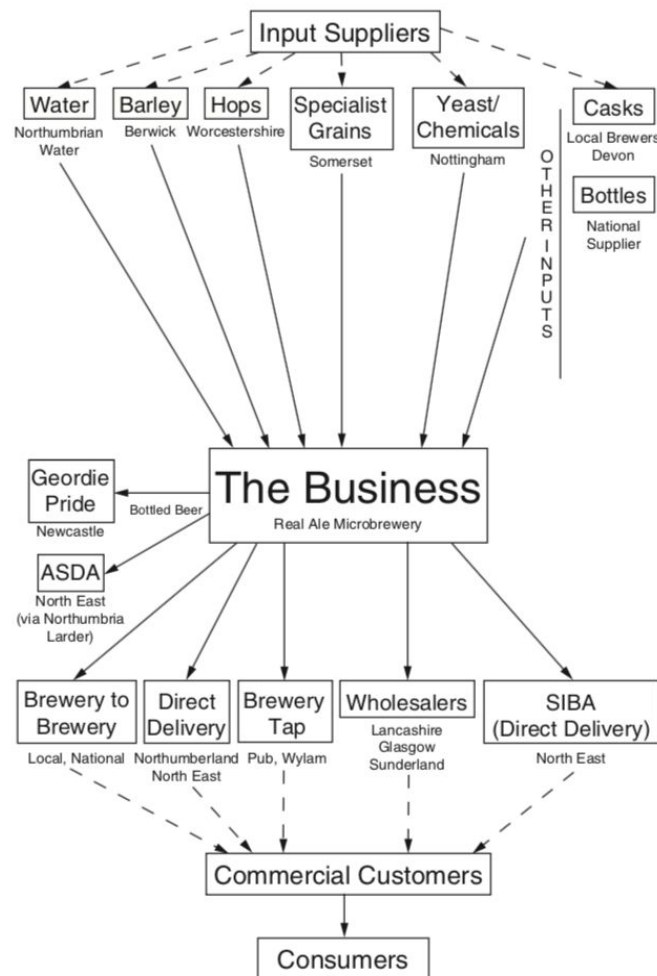 Input Suppliers
Water
Northumbrian
Water
Barley
Berwick
Hops
Worcestershire
Specialist
Grains
Somerset
Yeast/
Chemicals
Nottingham
OTHER INPUTS
Casks
Local Brewers
Devon
Bottles
National
Supplier
The Business
Real Ale Microbrewery
Geordie
Pride
Newcastle
Bottled Beer
ASDA
North East
(via Northumbria
Larder)
Brewery to
Brewery
Local, National
Direct
Delivery
Northumberland
North East
Brewery
Tap
Pub, Wylam
Wholesalers
Lancashire
Glasgow
Sunderland
SIBA
(Direct Delivery)
North East
Commercial Customers
Consumers